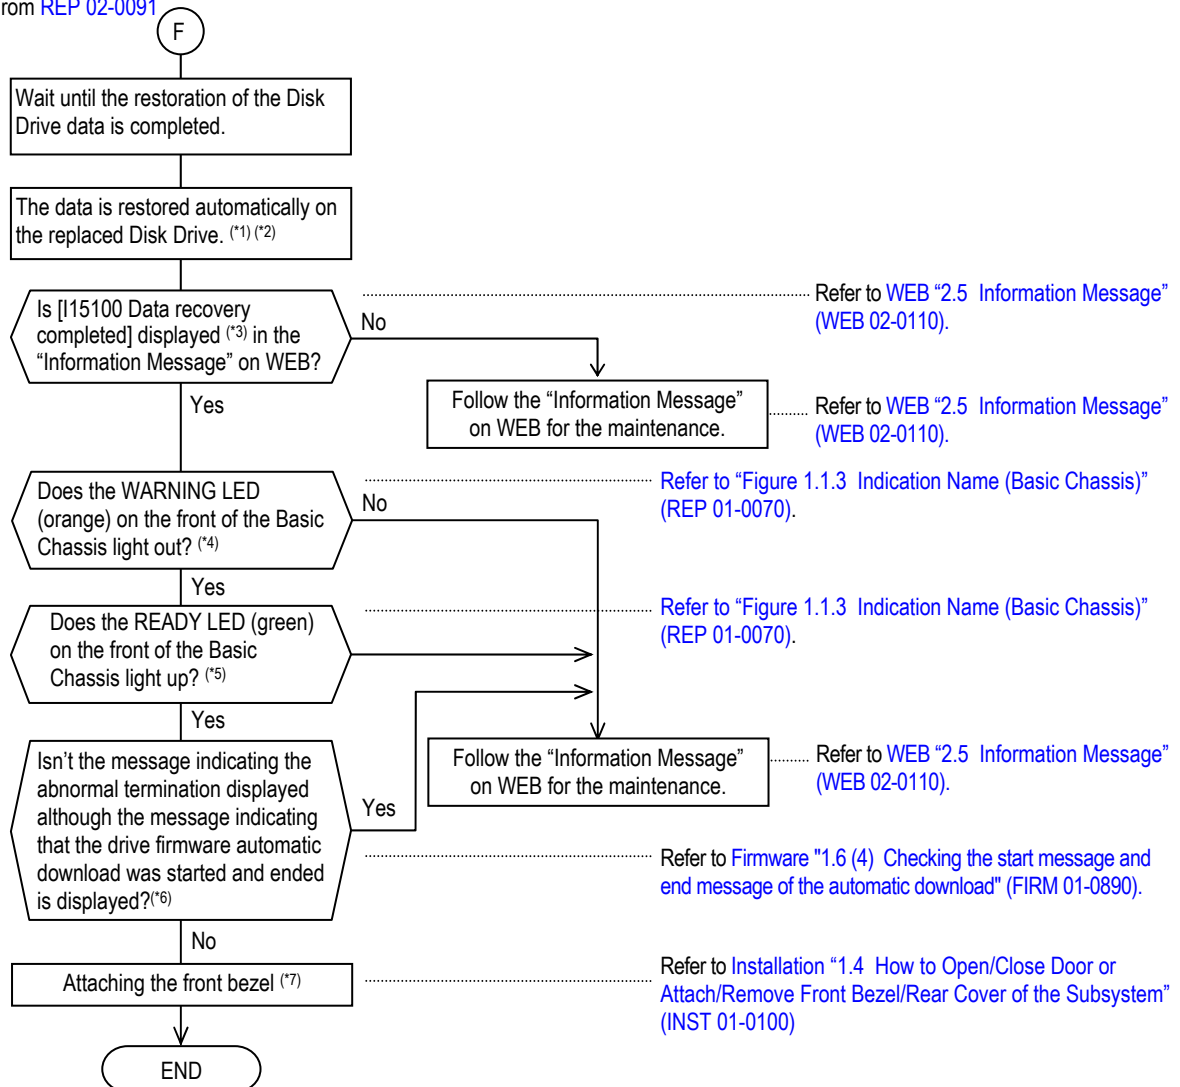 rom REP 02-0091
F
Wait until the restoration of the Disk
Drive data is completed.
The data is restored automatically on
the replaced Disk Drive. (*1) (*2)
Is [I15100 Data recovery
completed] displayed (*3) in the
“Information Message” on WEB?
No
Refer to WEB “2.5 Information Message”
(WEB 02-0110).
Follow the “Information Message”
on WEB for the maintenance.
Refer to WEB “2.5 Information Message”
(WEB 02-0110).
Yes
Does the WARNING LED
(orange) on the front of the Basic
Chassis light out? (*4)
No
Refer to “Figure 1.1.3 Indication Name (Basic Chassis)”
(REP 01-0070).
Yes
Does the READY LED (green)
on the front of the Basic
Chassis light up? (*5)
Refer to “Figure 1.1.3 Indication Name (Basic Chassis)”
(REP 01-0070).
Yes
Follow the “Information Message”
on WEB for the maintenance.
Refer to WEB “2.5 Information Message”
(WEB 02-0110).
Isn’t the message indicating the
abnormal termination displayed
although the message indicating
that the drive firmware automatic
download was started and ended
is displayed?(*6)
Yes
Refer to Firmware "1.6 (4) Checking the start message and
end message of the automatic download" (FIRM 01-0890).
No
Attaching the front bezel (*7)
Refer to Installation “1.4 How to Open/Close Door or
Attach/Remove Front Bezel/Rear Cover of the Subsystem”
(INST 01-0100)
END